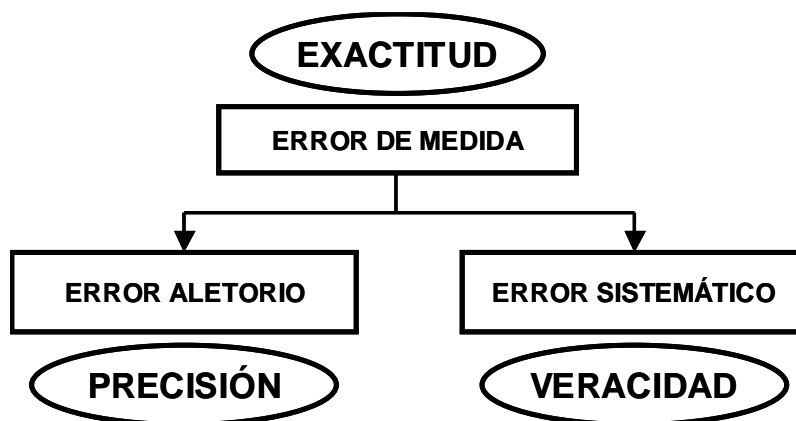 EXACTITUD
ERROR DE MEDIDA
ERROR ALETORIO
ERROR SISTEMÁTICO
PRECISIÓN
VERACIDAD